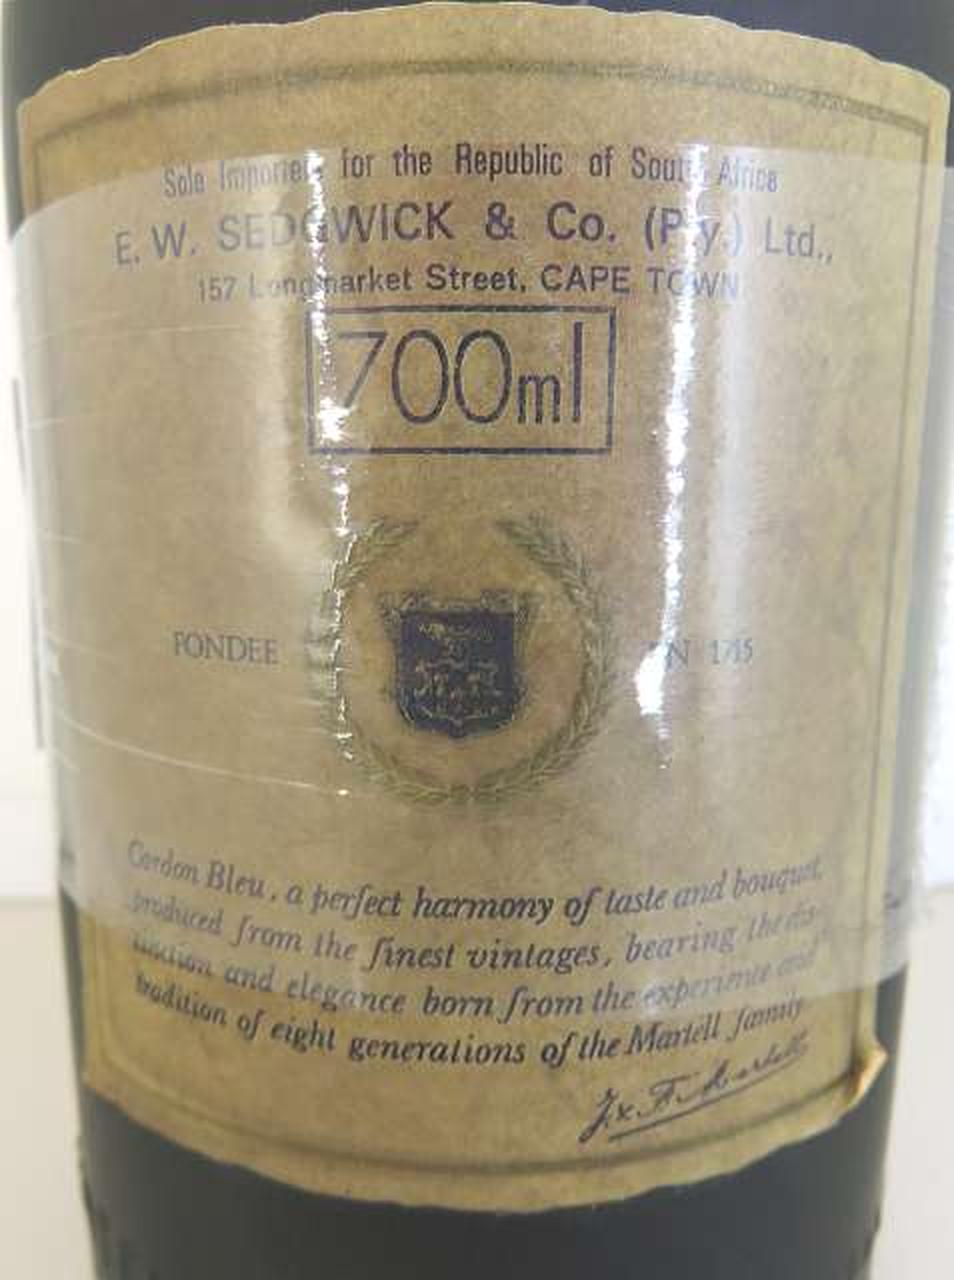 Sole Importers for the Republic of South Africa
E. W. SEDGWICK & Co. (Pty.) Ltd.,
157 Longmarket Street, CAPE TOWN
700ml
FONDEE EN 1715
Cordon Bleu, a perfect harmony of taste and bouquet,
produced from the finest vintages, bearing the dis-
tinction and elegance born from the experience and
tradition of eight generations of the Martell family
J. & F. Martell